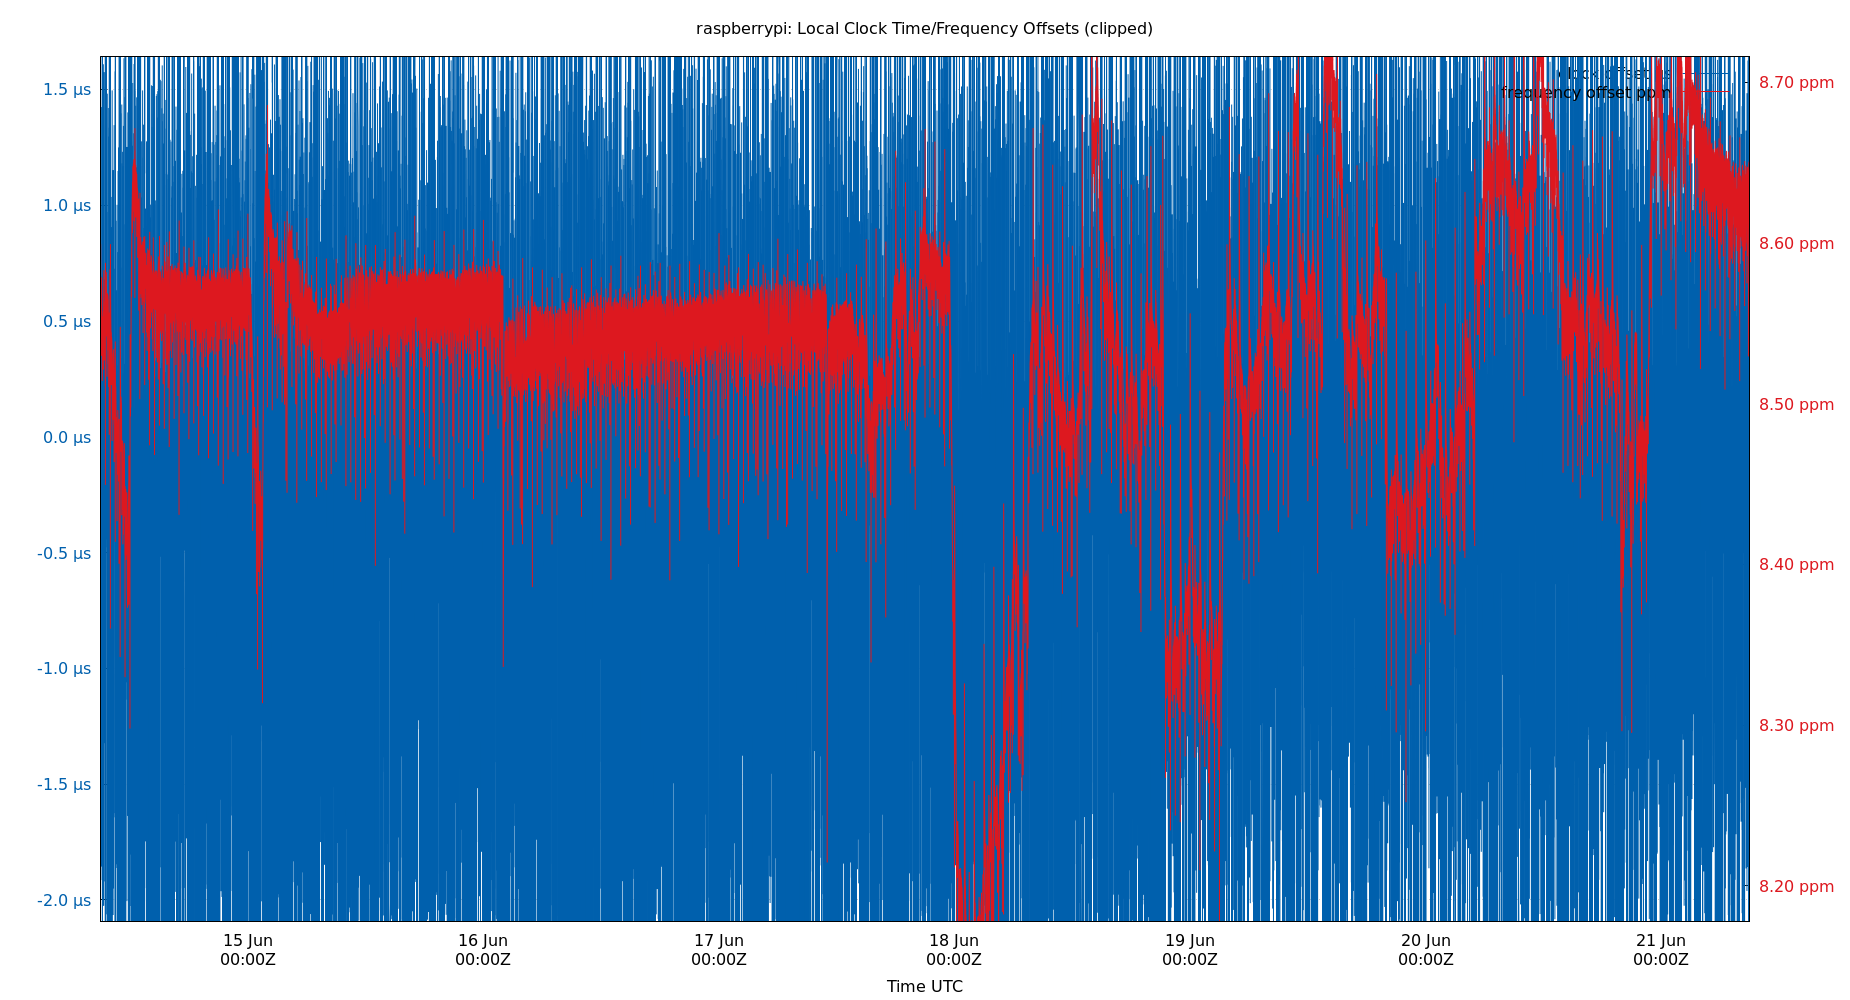 raspberrypi: Local Clock Time/Frequency Offsets (clipped)
clock offset µs
frequency offset ppm
1.5 µs
1.0 µs
0.5 µs
0.0 µs
-0.5 µs
-1.0 µs
-1.5 µs
-2.0 µs
8.70 ppm
8.60 ppm
8.50 ppm
8.40 ppm
8.30 ppm
8.20 ppm
15 Jun 16 Jun 17 Jun 18 Jun 19 Jun 20 Jun 21 Jun
00:00Z 00:00Z 00:00Z 00:00Z 00:00Z 00:00Z 00:00Z
Time UTC